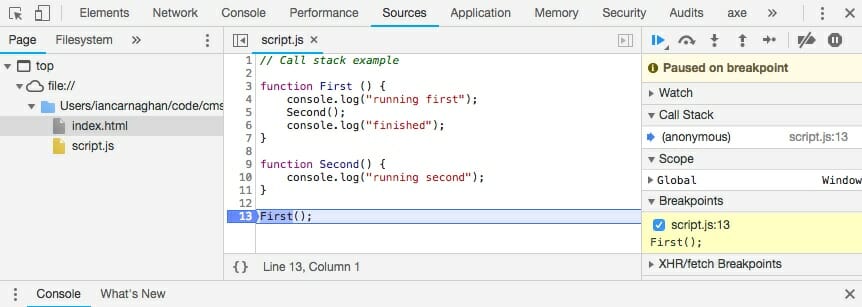 Elements Network Console Performance Sources Application Memory Security Audits axe »
Page Filesystem »
top
file://
Users/iancarnaghan/code/cms
index.html
script.js
script.js ×
1 // Call stack example
2
3 function First () {
4 console.log("running first");
5 Second();
6 console.log("finished");
7 }
8
9 function Second() {
10 console.log("running second");
11 }
12
13 First();
{} Line 13, Column 1
Paused on breakpoint
Watch
Call Stack
(anonymous) script.js:13
Scope
Global Window
Breakpoints
script.js:13
First();
XHR/fetch Breakpoints
Console What's New